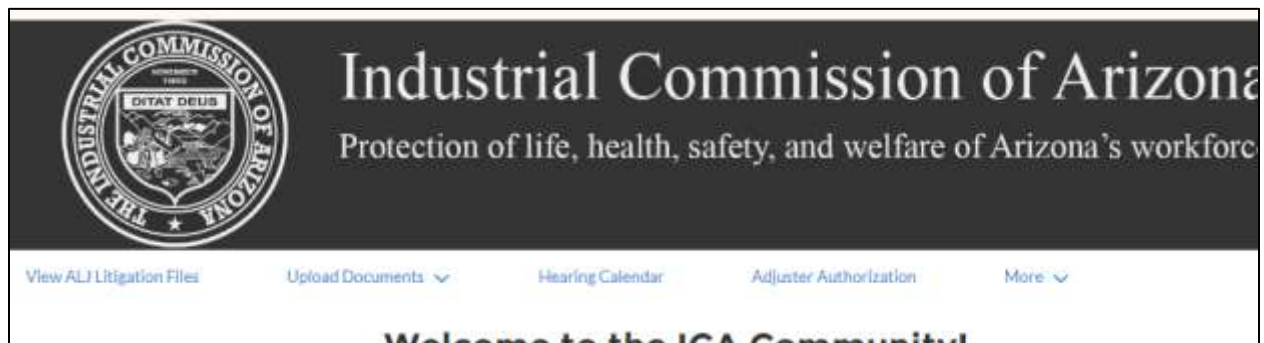 THE INDUSTRIAL COMMISSION OF ARIZONA
DITAT DEUS
Industrial Commission of Arizona
Protection of life, health, safety, and welfare of Arizona's workforc
View ALJ Litigation Files Upload Documents Hearing Calendar Adjuster Authorization More
Welcome to the ICA Community!